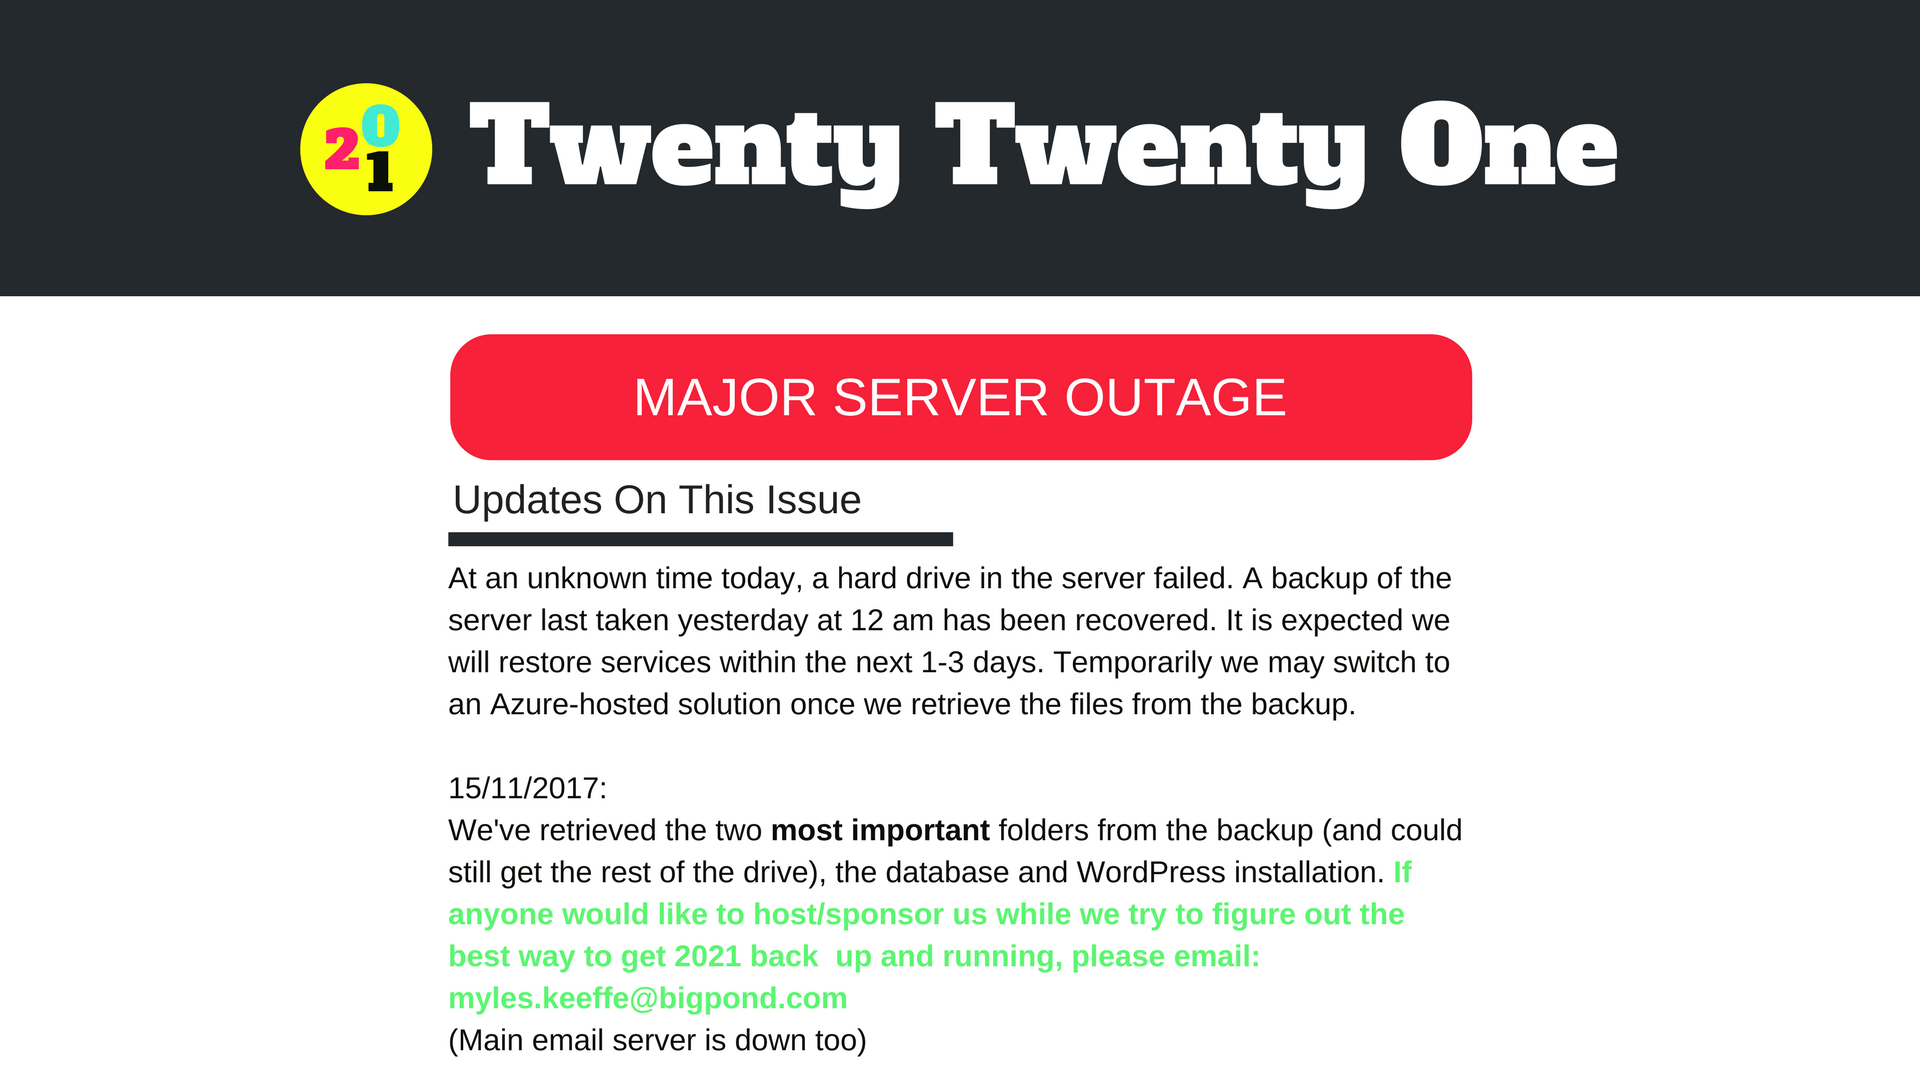 201 Twenty Twenty One
MAJOR SERVER OUTAGE
Updates On This Issue
At an unknown time today, a hard drive in the server failed. A backup of the
server last taken yesterday at 12 am has been recovered. It is expected we
will restore services within the next 1-3 days. Temporarily we may switch to
an Azure-hosted solution once we retrieve the files from the backup.
15/11/2017:
We've retrieved the two most important folders from the backup (and could
still get the rest of the drive), the database and WordPress installation. If
anyone would like to host/sponsor us while we try to figure out the
best way to get 2021 back  up and running, please email:
myles.keeffe@bigpond.com
(Main email server is down too)